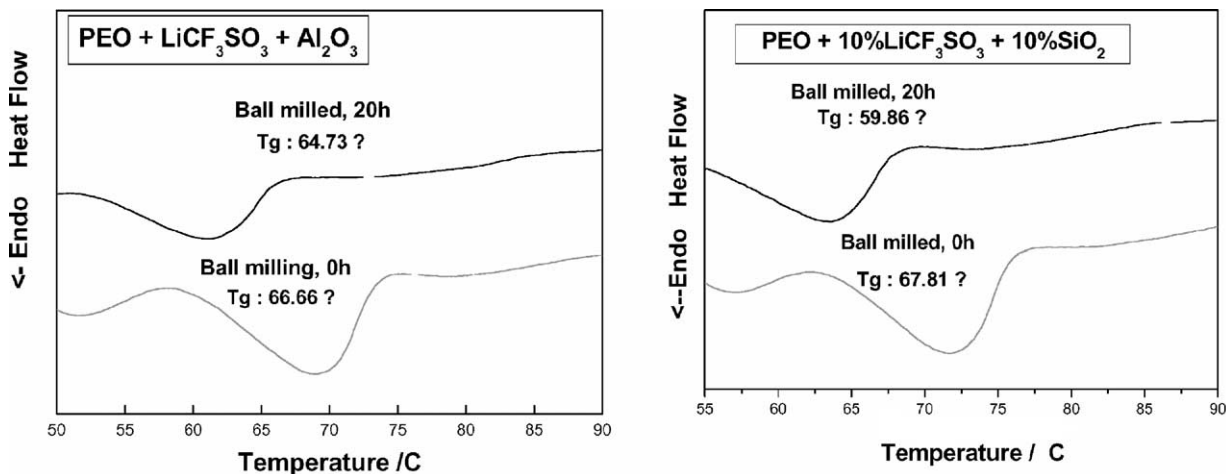 PEO + LiCF₃SO₃ + Al₂O₃
Ball milled, 20h
Tg : 64.73 ?
Ball milling, 0h
Tg : 66.66 ?
<- Endo Heat Flow
50 55 60 65 70 75 80 85 90
Temperature /C
PEO + 10%LiCF₃SO₃ + 10%SiO₂
Ball milled, 20h
Tg : 59.86 ?
Ball milled, 0h
Tg : 67.81 ?
<--Endo Heat Flow
55 60 65 70 75 80 85 90
Temperature / C